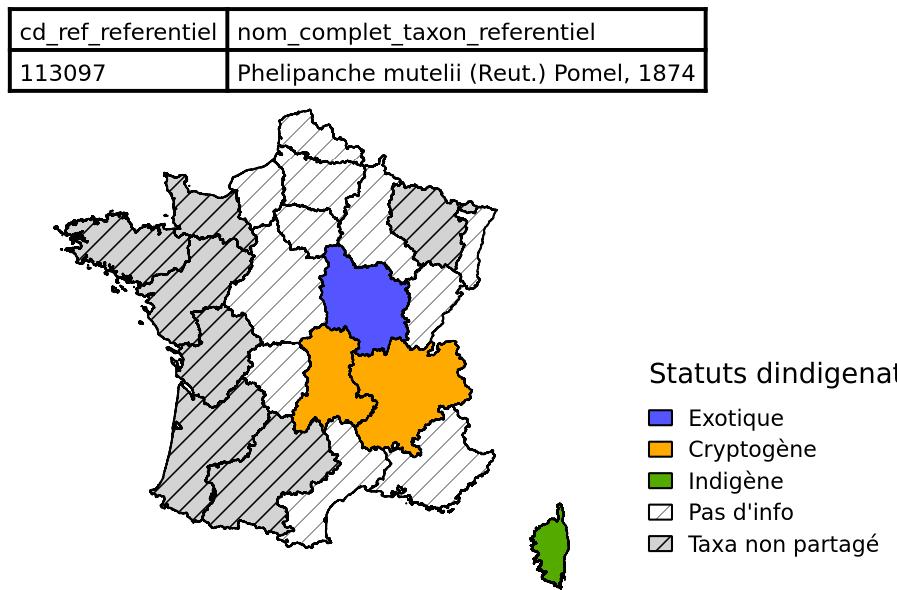 cd_ref_referentiel nom_complet_taxon_referentiel
113097 Phelipanche mutelii (Reut.) Pomel, 1874
Statuts dindigenat
Exotique
Cryptogène
Indigène
Pas d'info
Taxa non partagé